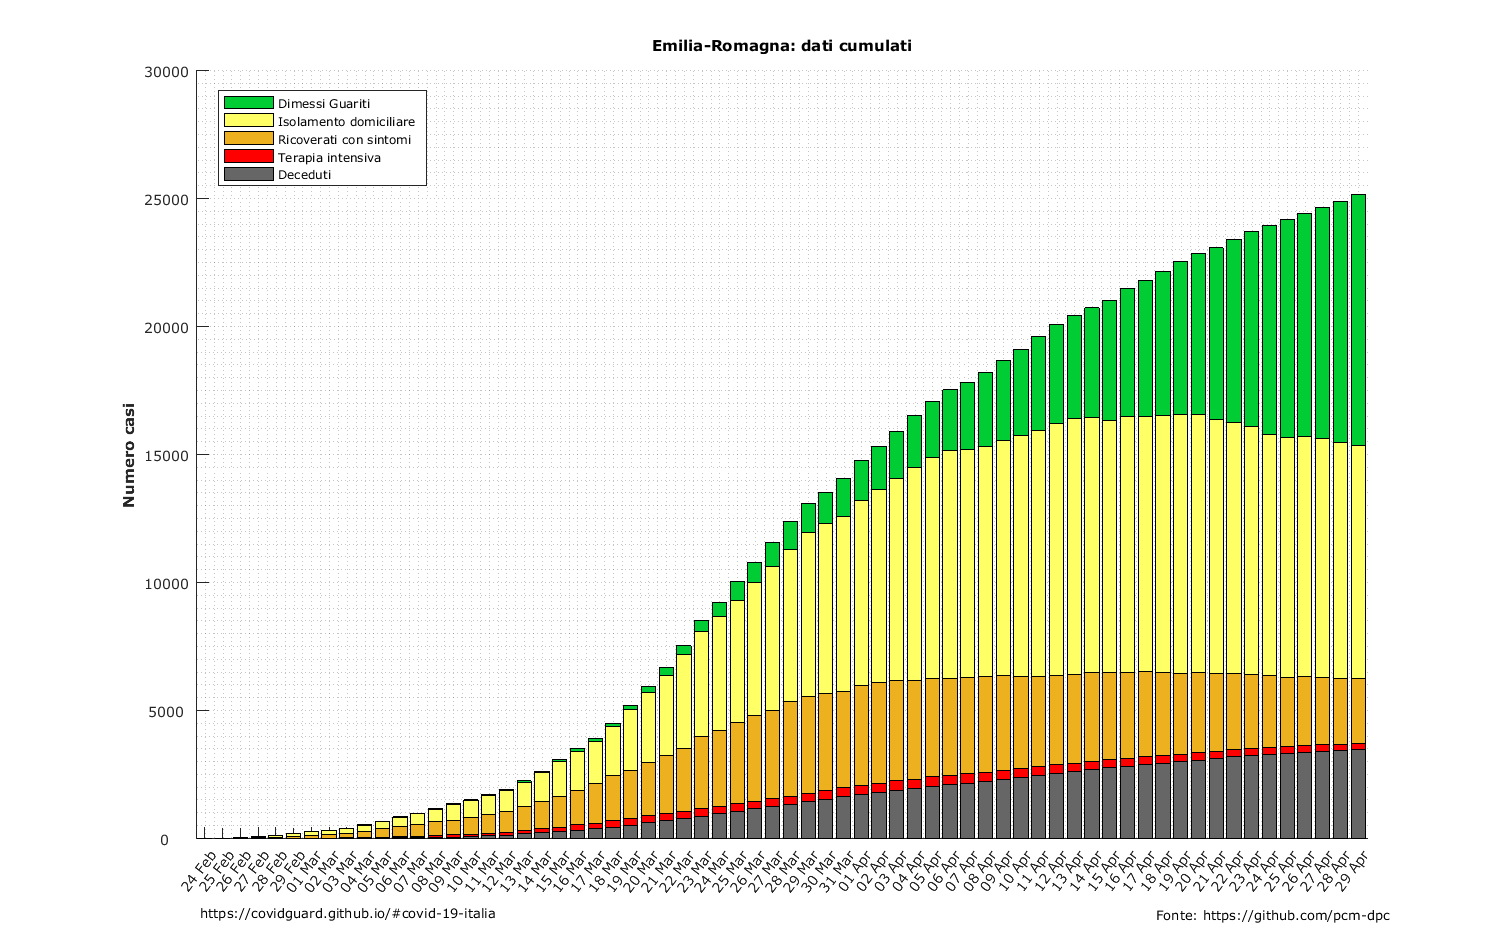 Emilia-Romagna: dati cumulati
30000
25000
20000
15000
10000
5000
0
Numero casi
Dimessi Guariti
Isolamento domiciliare
Ricoverati con sintomi
Terapia intensiva
Deceduti
24 Feb
25 Feb
26 Feb
27 Feb
28 Feb
29 Feb
01 Mar
02 Mar
03 Mar
04 Mar
05 Mar
06 Mar
07 Mar
08 Mar
09 Mar
10 Mar
11 Mar
12 Mar
13 Mar
14 Mar
15 Mar
16 Mar
17 Mar
18 Mar
19 Mar
20 Mar
21 Mar
22 Mar
23 Mar
24 Mar
25 Mar
26 Mar
27 Mar
28 Mar
29 Mar
30 Mar
31 Mar
01 Apr
02 Apr
03 Apr
04 Apr
05 Apr
06 Apr
07 Apr
08 Apr
09 Apr
10 Apr
11 Apr
12 Apr
13 Apr
14 Apr
15 Apr
16 Apr
17 Apr
18 Apr
19 Apr
20 Apr
21 Apr
22 Apr
23 Apr
24 Apr
25 Apr
26 Apr
27 Apr
28 Apr
29 Apr
https://covidguard.github.io/#covid-19-italia
Fonte: https://github.com/pcm-dpc